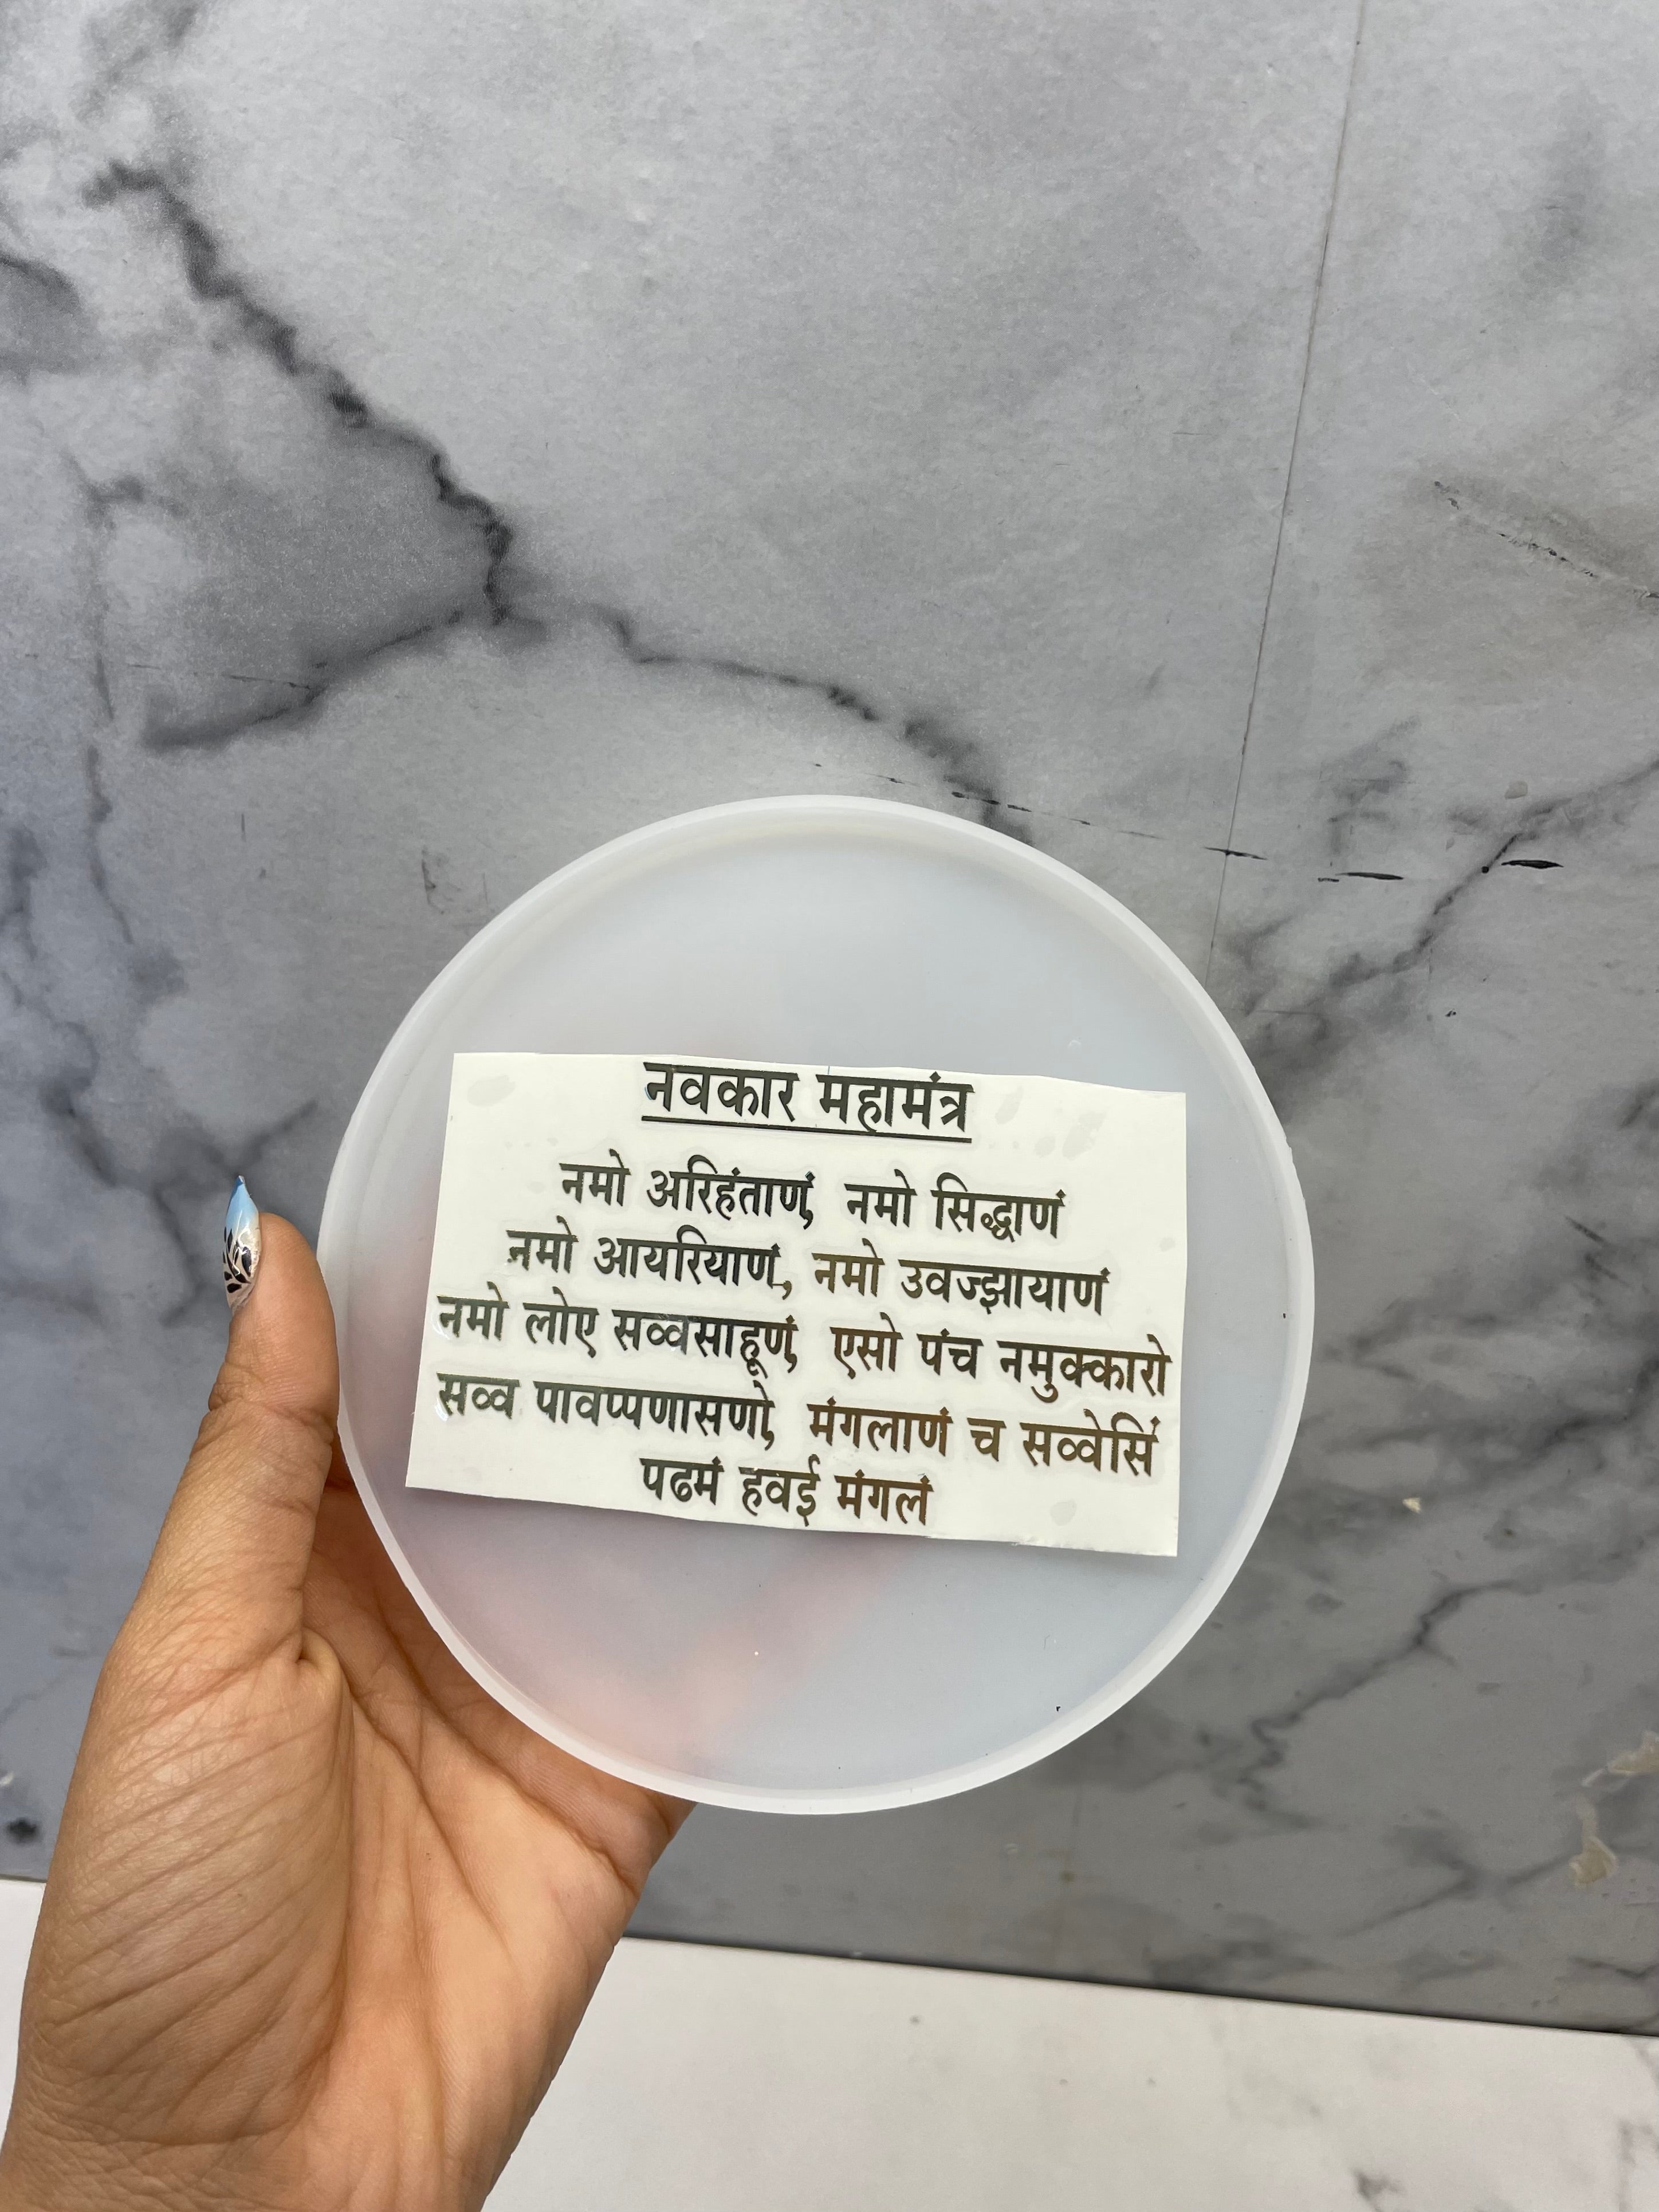 नवकार महामंत्र
नमो अरिहंताणं, नमो सिद्धाणं
नमो आयरियाणं, नमो उवज्झायाणं
नमो लोए सव्वसाहूणं, एसो पंच नमुक्कारो
सव्व पावप्पणासणो, मंगलाणं च सव्वेसिं
पढमं हवई मंगलं